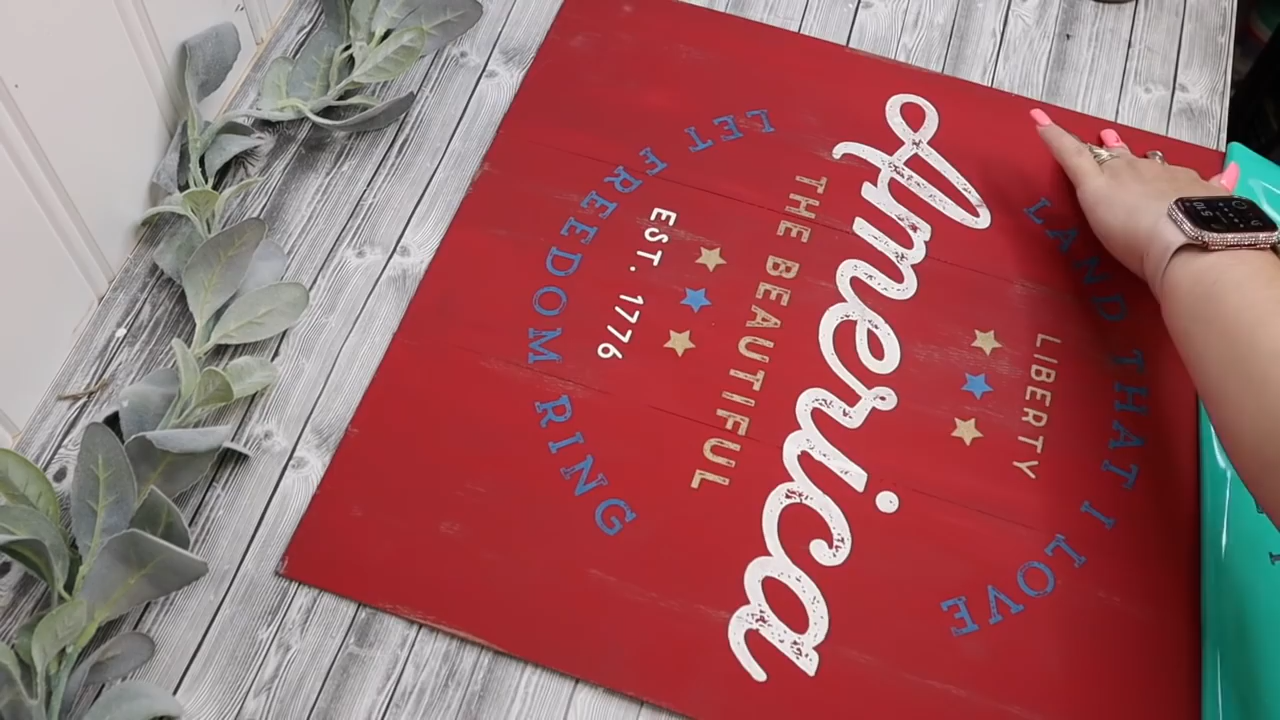 LAND THAT I LOVE
LIBERTY
America
THE BEAUTIFUL
EST. 1776
LET FREEDOM RING